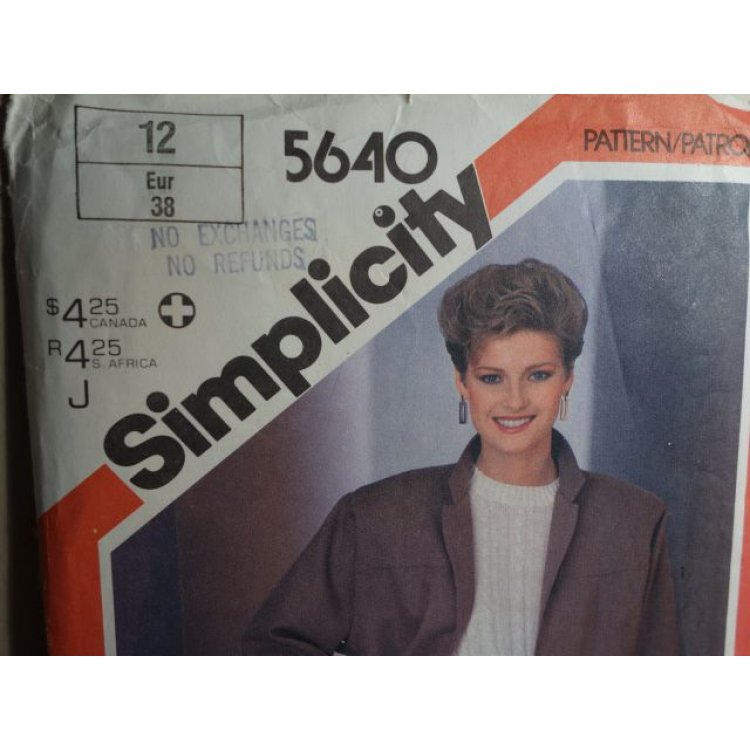 12
Eur
38
5640
PATTERN/PATRO
NO EXCHANGES
NO REFUNDS
Simplicity
$4.25 CANADA
R4.25 S. AFRICA
J